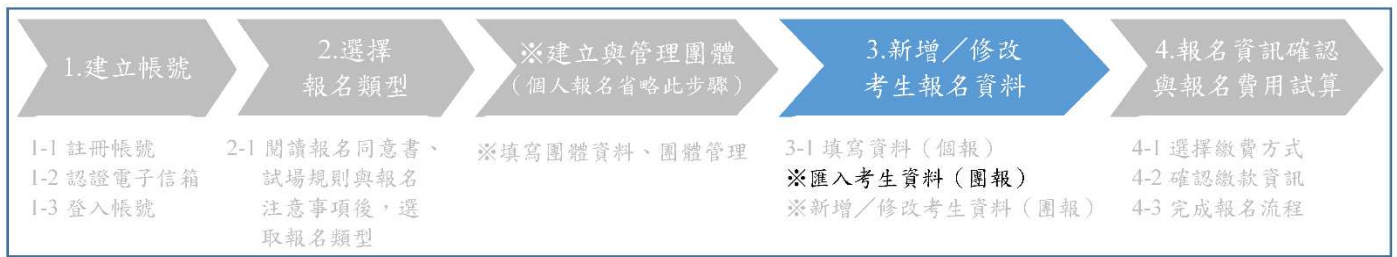 1.建立帳號
2.選擇
報名類型
※建立與管理團體
(個人報名省略此步驟)
3.新增／修改
考生報名資料
4.報名資訊確認
與報名費用試算
1-1 註冊帳號
1-2 認證電子信箱
1-3 登入帳號
2-1 閱讀報名同意書、
試場規則與報名
注意事項後，選
取報名類型
※填寫團體資料、團體管理
3-1 填寫資料（個報）
※匯入考生資料（團報）
※新增／修改考生資料（團報）
4-1 選擇繳費方式
4-2 確認繳款資訊
4-3 完成報名流程